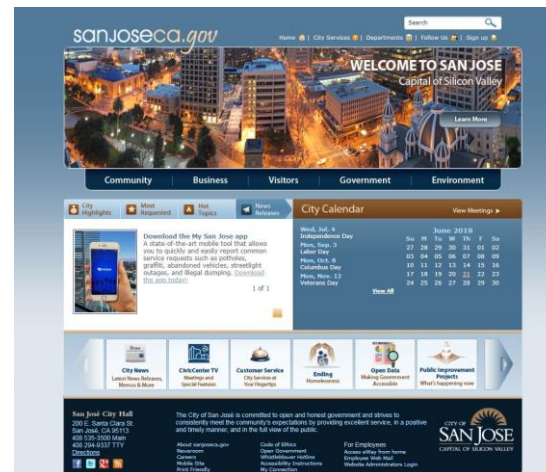 Search
sanjoseca.gov
Home | City Services | Departments | Follow Us | Sign up
WELCOME TO SAN JOSE
Capital of Silicon Valley
Learn More
Community Business Visitors Government Environment
City Highlights
Most Requested
Hot Topics
News Releases
Download the My San Jose app
A state-of-the-art mobile tool that allows
you to quickly and easily report common
service requests such as potholes,
graffiti, abandoned vehicles, streetlight
outages, and illegal dumping. Download
the app today!
1 of 1
City Calendar
View Meetings ►
Wed, Jul. 4
Independence Day
Mon, Sep. 3
Labor Day
Mon, Oct. 8
Columbus Day
Mon, Nov. 12
Veterans Day
View All
June 2018
Su M Tu W Th F Sa
27 28 29 30 31 01 02
03 04 05 06 07 08 09
10 11 12 13 14 15 16
17 18 19 20 21 22 23
24 25 26 27 28 29 30
City News
Latest News Releases,
Memos & More
CivicCenter TV
Meetings and
Special Features
Customer Service
City Services at
Your Fingertips
Ending
Homelessness
Open Data
Making Government
Accessible
Public Improvement
Projects
What's happening now
San José City Hall
200 E. Santa Clara St.
San José, CA 95113
408 535-3500 Main
408 294-9337 TTY
Directions
The City of San José is committed to open and honest government and strives to
consistently meet the community's expectations by providing excellent service, in a positive
and timely manner, and in the full view of the public.
About sanjoseca.gov
Newsroom
Careers
Mobile Site
Print Friendly
Code of Ethics
Open Government
Whistleblower Hotline
Accessibility Instructions
My Connection
For Employees
Access eWay from home
Employee Web Mail
Website Administrators Login
CITY OF
SAN JOSE
CAPITAL OF SILICON VALLEY